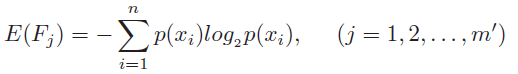 E(F_j) = − \sum_{i=1}^{n} p(x_i)log_2 p(x_i), (j = 1, 2, . . . , m′)